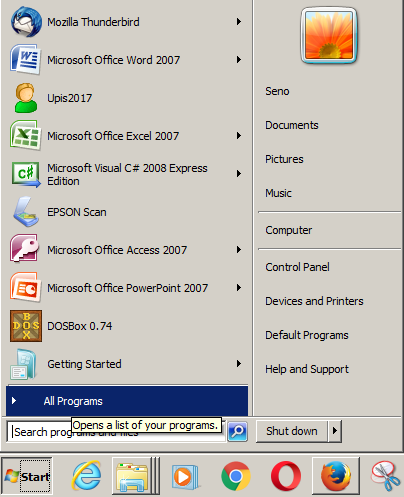 Mozilla Thunderbird
Microsoft Office Word 2007
Upis2017
Microsoft Office Excel 2007
Microsoft Visual C# 2008 Express
Edition
EPSON Scan
Microsoft Office Access 2007
Microsoft Office PowerPoint 2007
DOSBox 0.74
Getting Started
All Programs
Opens a list of your programs.
Search programs and files
Seno
Documents
Pictures
Music
Computer
Control Panel
Devices and Printers
Default Programs
Help and Support
Shut down
Start